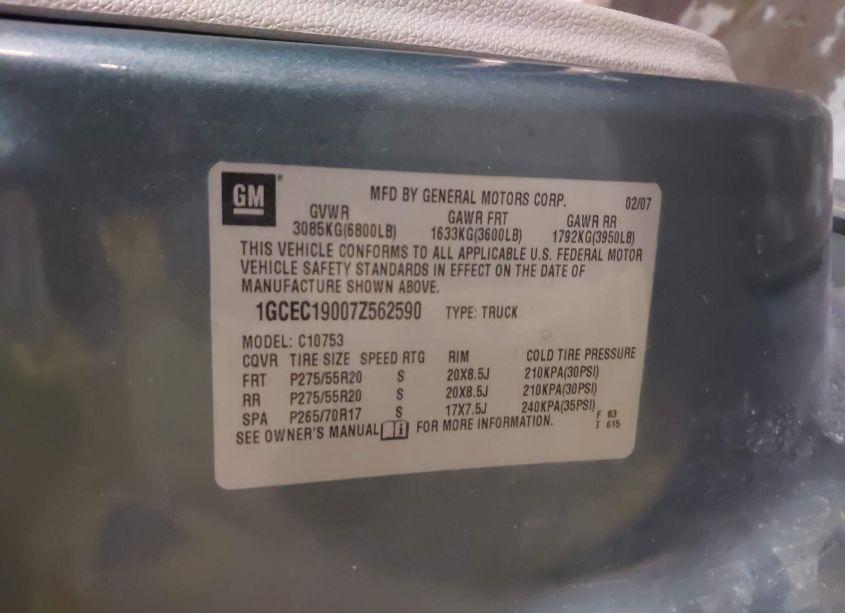 GM
MFD BY GENERAL MOTORS CORP. 02/07
GVWR GAWR FRT GAWR RR
3085KG(6800LB) 1633KG(3600LB) 1792KG(3950LB)
THIS VEHICLE CONFORMS TO ALL APPLICABLE U.S. FEDERAL MOTOR
VEHICLE SAFETY STANDARDS IN EFFECT ON THE DATE OF
MANUFACTURE SHOWN ABOVE.
1GCEC19007Z562590 TYPE: TRUCK
MODEL: C10753
CQVR TIRE SIZE SPEED RTG RIM COLD TIRE PRESSURE
FRT P275/55R20 S 20X8.5J 210KPA(30PSI)
RR P275/55R20 S 20X8.5J 210KPA(30PSI)
SPA P265/70R17 S 17X7.5J 240KPA(35PSI) F 83
SEE OWNER'S MANUAL i FOR MORE INFORMATION. T 615